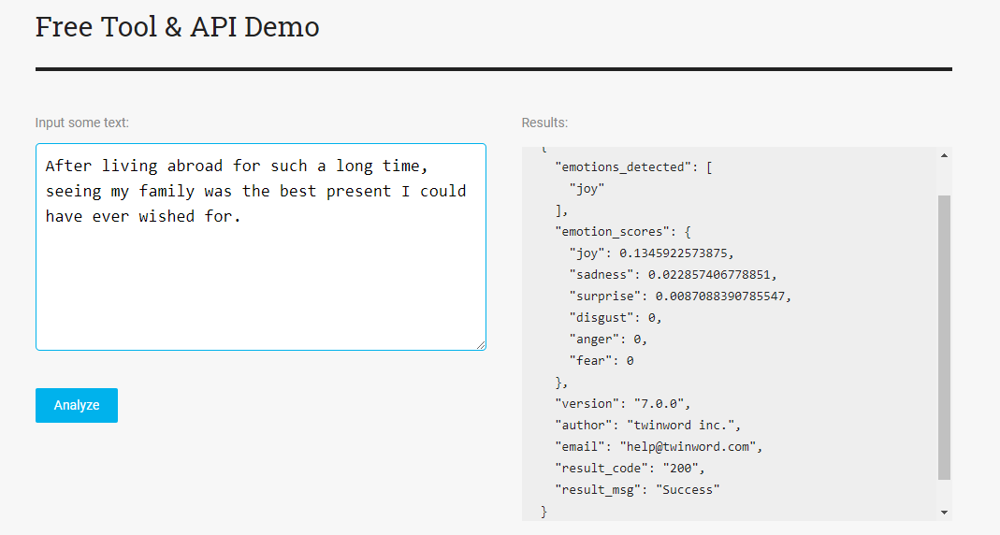 Free Tool & API Demo
Input some text:
After living abroad for such a long time,
seeing my family was the best present I could
have ever wished for.
Analyze
Results:
{
"emotions_detected": [
"joy"
],
"emotion_scores": {
"joy": 0.1345922573875,
"sadness": 0.022857406778851,
"surprise": 0.0087088390785547,
"disgust": 0,
"anger": 0,
"fear": 0
},
"version": "7.0.0",
"author": "twinword inc.",
"email": "help@twinword.com",
"result_code": "200",
"result_msg": "Success"
}